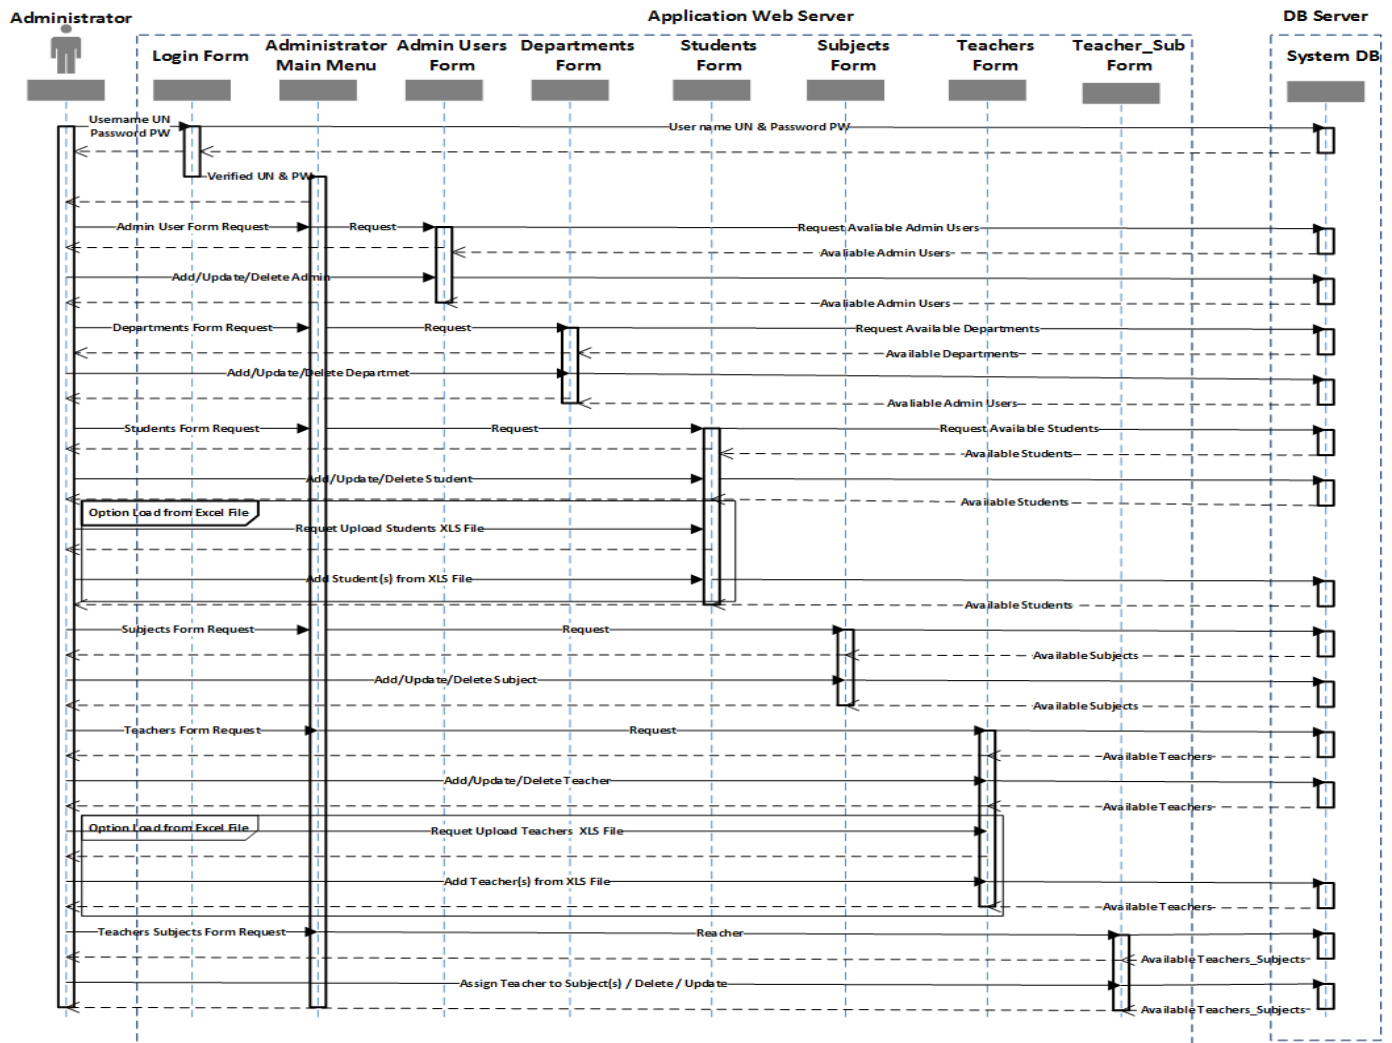 Administrator
Application Web Server
DB Server
Login Form
Administrator
Main Menu
Admin Users
Form
Departments
Form
Students
Form
Subjects
Form
Teachers
Form
Teacher_Sub
Form
System DB
Username UN
Password PW
User name UN & Password PW
Verified UN & PW
Admin User Form Request
Request
Request Avaliable Admin Users
Avaliable Admin Users
Add/Update/Delete Admin
Avaliable Admin Users
Departments Form Request
Request
Request Available Departments
Available Departments
Add/Update/Delete Departmet
Avaliable Admin Users
Students Form Request
Request
Request Available Students
Available Students
Add/Update/Delete Student
Available Students
Option Load from Excel File
Requet Upload Students XLS File
Add Student(s) from XLS File
Available Students
Subjects Form Request
Request
Available Subjects
Add/Update/Delete Subject
Available Subjects
Teachers Form Request
Request
Available Teachers
Add/Update/Delete Teacher
Available Teachers
Option Load from Excel File
Requet Upload Teachers XLS File
Add Teacher(s) from XLS File
Available Teachers
Teachers Subjects Form Request
Reacher
Available Teachers_Subjects
Assign Teacher to Subject(s) / Delete / Update
Available Teachers_Subjects